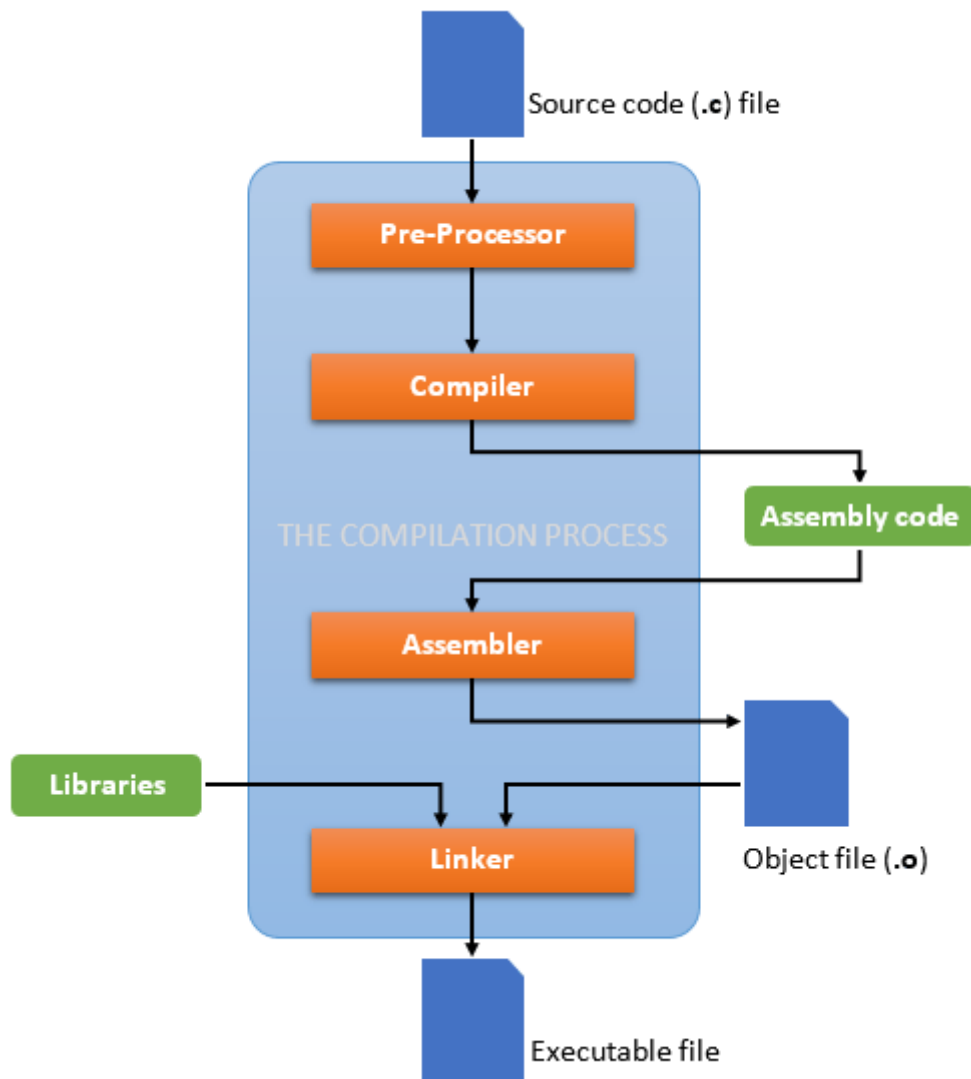 Source code (.c) file
Pre-Processor
Compiler
Assembly code
THE COMPILATION PROCESS
Assembler
Libraries
Linker
Object file (.o)
Executable file